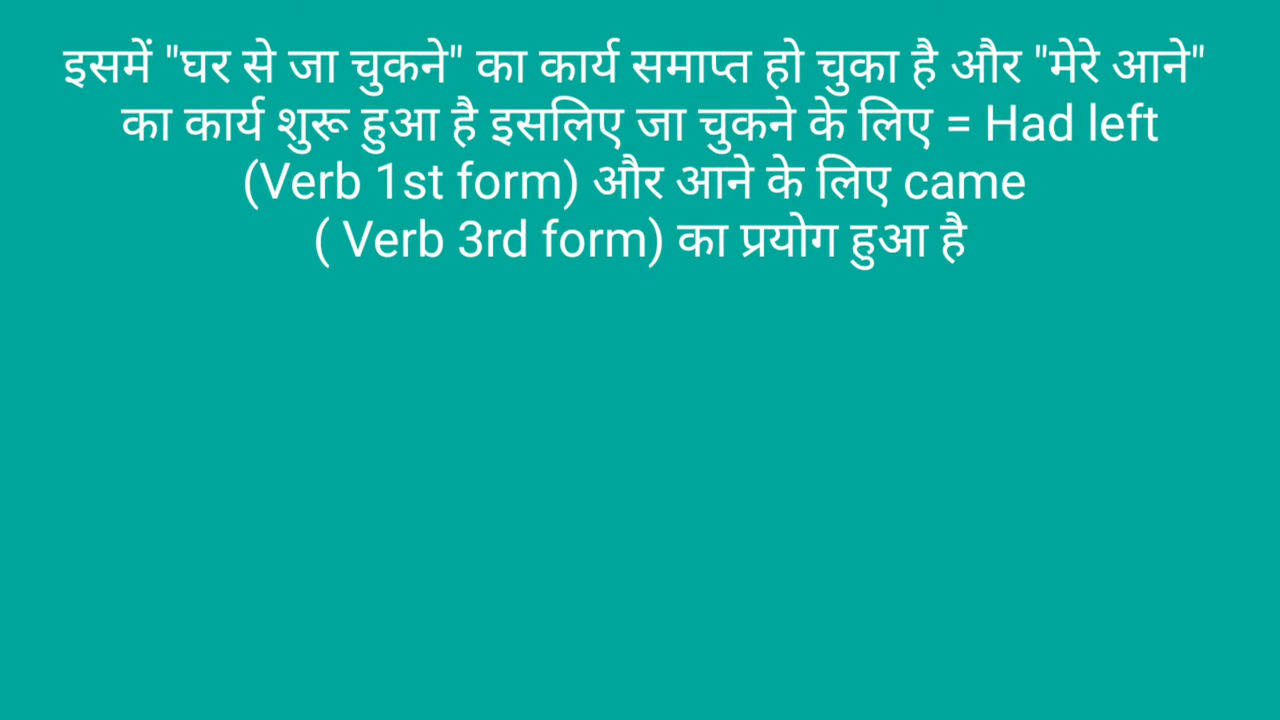 इसमें "घर से जा चुकने" का कार्य समाप्त हो चुका है और "मेरे आने"
का कार्य शुरू हुआ है इसलिए जा चुकने के लिए = Had left
(Verb 1st form) और आने के लिए came
( Verb 3rd form) का प्रयोग हुआ है